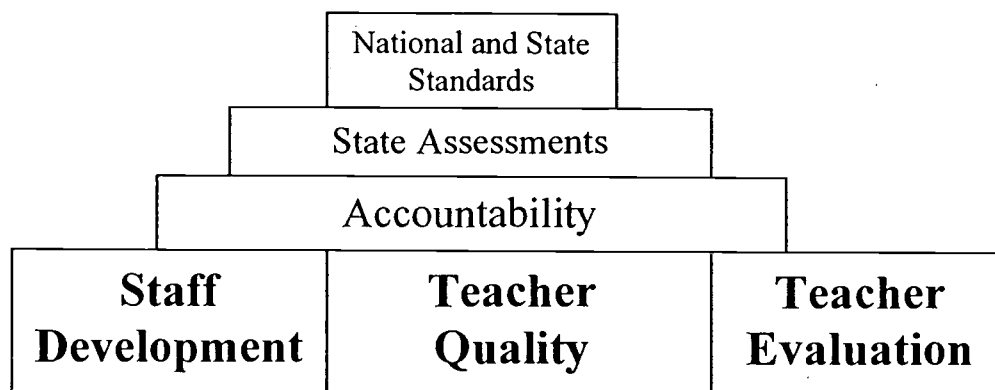 National and State
Standards
State Assessments
Accountability
Staff
Development
Teacher
Quality
Teacher
Evaluation